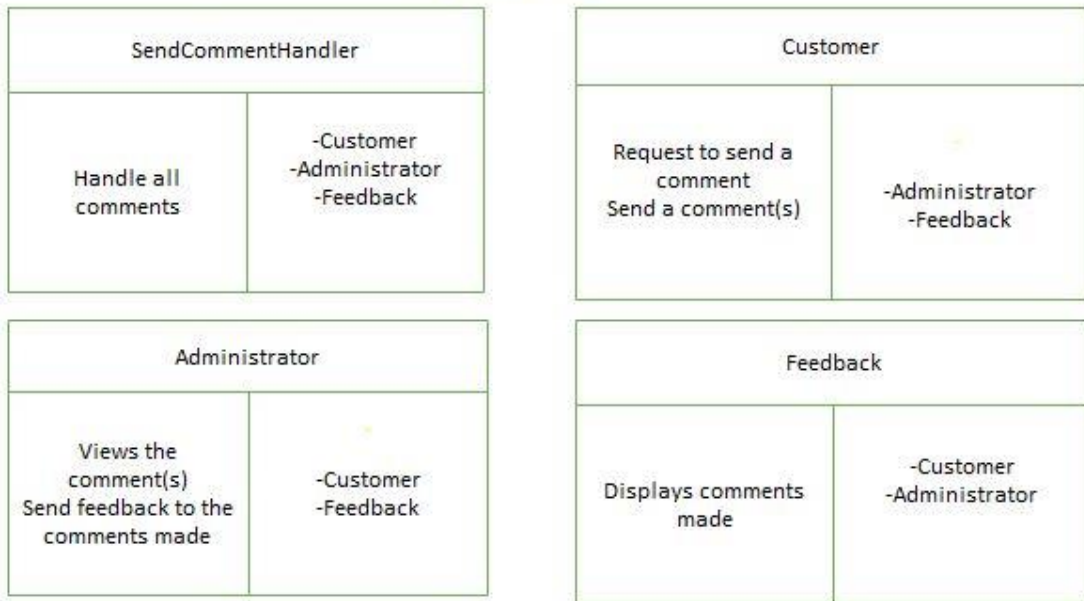 SendCommentHandler
Handle all
comments
-Customer
-Administrator
-Feedback
Customer
Request to send a
comment
Send a comment(s)
-Administrator
-Feedback
Administrator
Views the
comment(s)
Send feedback to the
comments made
-Customer
-Feedback
Feedback
Displays comments
made
-Customer
-Administrator